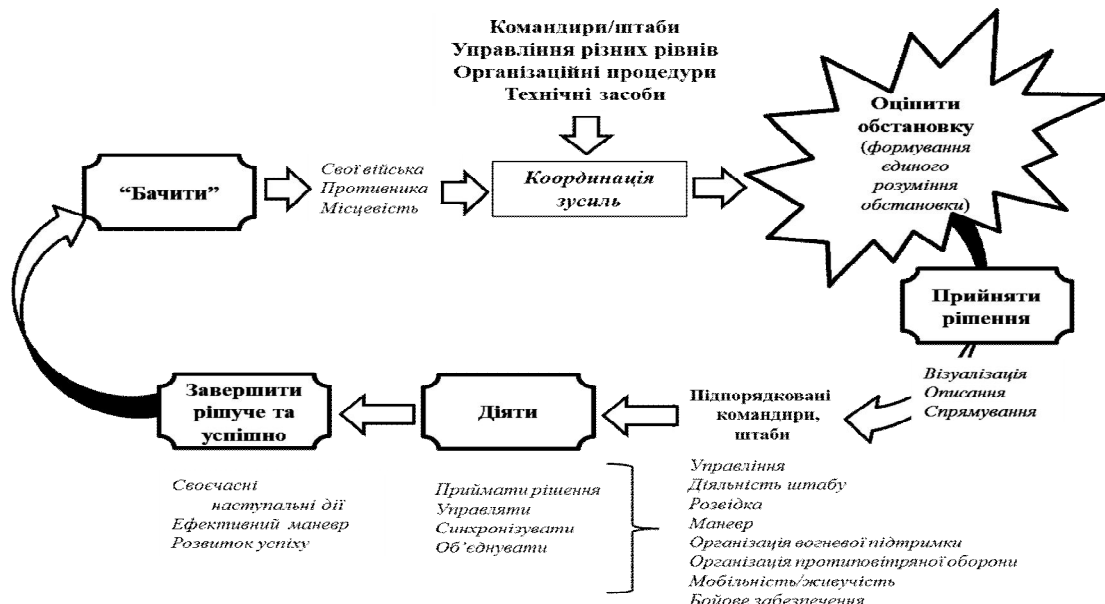 Командири/штаби
Управління різних рівнів
Організаційні процедури
Технічні засоби
“Бачити”
Свої війська
Противника
Місцевість
Координація
зусиль
Оцінити
обстановку
(формування
єдиного
розуміння
обстановки)
Прийняти
рішення
Візуалізація
Описання
Спрямування
Підпорядковані
командири,
штаби
Управління
Діяльність штабу
Розвідка
Маневр
Організація вогневої підтримки
Організація протиповітряної оборони
Мобільність/живучість
Бойове забезпечення
Діяти
Приймати рішення
Управляти
Синхронізувати
Об’єднувати
Завершити
рішуче та
успішно
Своєчасні
наступальні дії
Ефективний маневр
Розвиток успіху